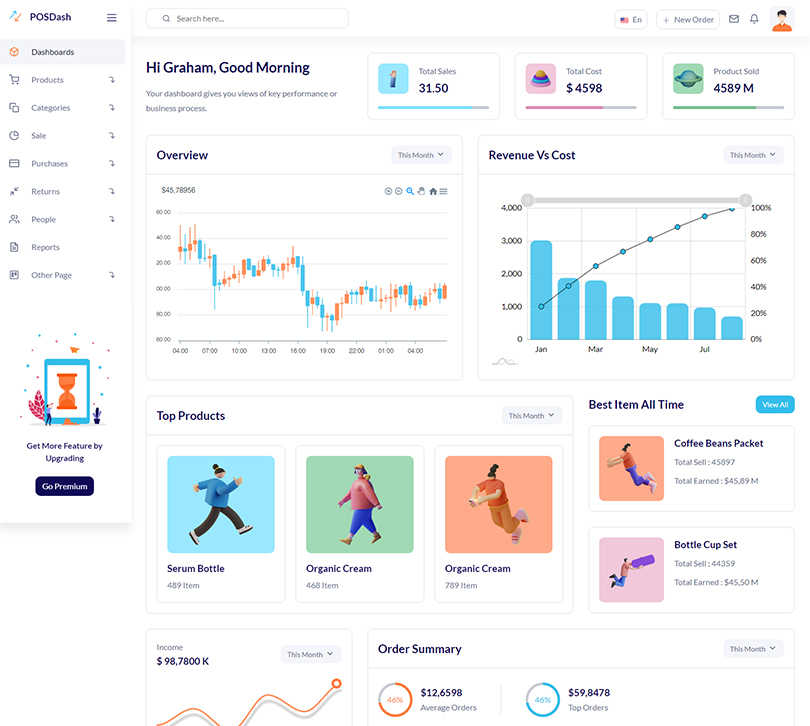 POSDash
Search here...
En
+ New Order
Dashboards
Products
Categories
Sale
Purchases
Returns
People
Reports
Other Page
Get More Feature by
Upgrading
Go Premium
Hi Graham, Good Morning
Your dashboard gives you views of key performance or
business process.
Total Sales
31.50
Total Cost
$ 4598
Product Sold
4589 M
Overview
This Month
$45,78956
60.00
40.00
20.00
00.00
80.00
60.00
04:00 07:00 10:00 13:00 16:00 19:00 22:00 01:00 04:00
Revenue Vs Cost
This Month
4,000
3,000
2,000
1,000
0
100%
80%
60%
40%
20%
0%
Jan Mar May Jul
Top Products
This Month
Serum Bottle
489 Item
Organic Cream
468 Item
Organic Cream
789 Item
Best Item All Time
View All
Coffee Beans Packet
Total Sell : 45897
Total Earned : $45,89 M
Bottle Cup Set
Total Sell : 44359
Total Earned : $45,50 M
Income
$ 98,7800 K
This Month
Order Summary
This Month
46%
$12,6598
Average Orders
46%
$59,8478
Top Orders